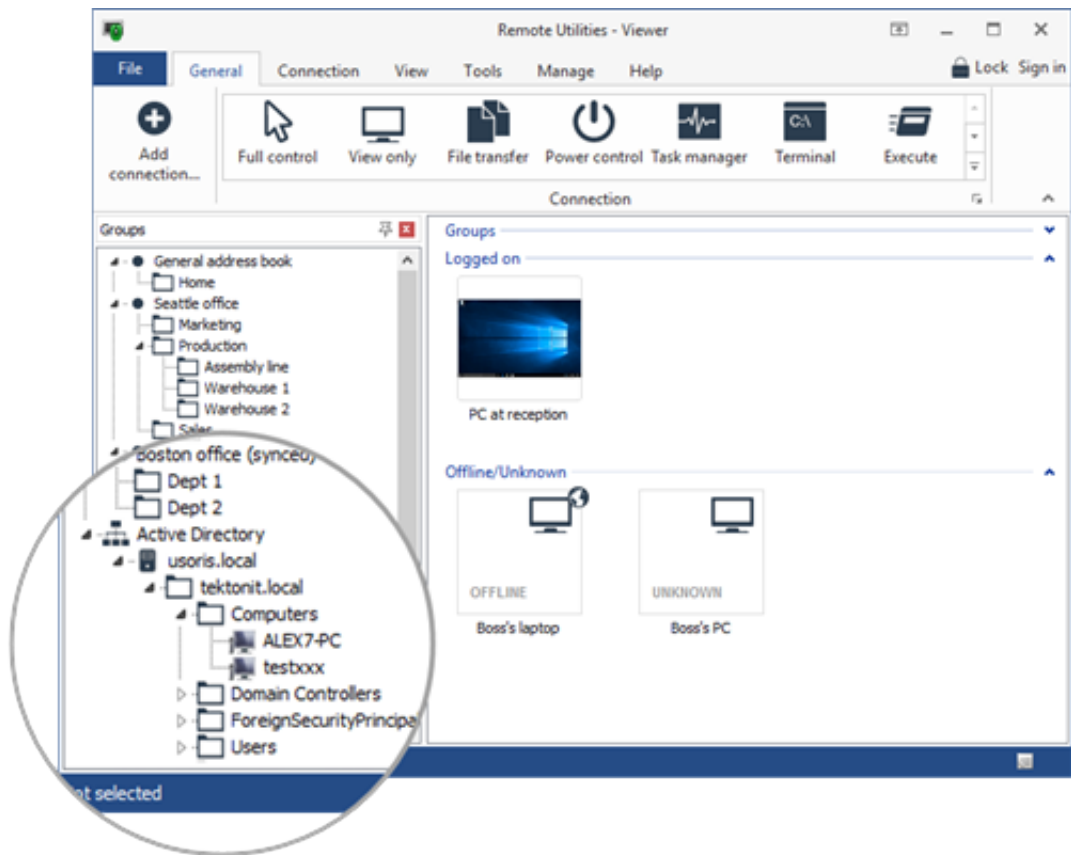 Remote Utilities - Viewer
File General Connection View Tools Manage Help Lock Sign in
Add connection...
Full control
View only
File transfer
Power control
Task manager
C:\
Terminal
Execute
Connection
Groups
General address book
Home
Seattle office
Marketing
Production
Assembly line
Warehouse 1
Warehouse 2
Sales
Boston office (synced)
Dept 1
Dept 2
Active Directory
usoris.local
tektonit.local
Computers
ALEX7-PC
testxxx
Domain Controllers
ForeignSecurityPrincipa
Users
ot selected
Groups
Logged on
PC at reception
Offline/Unknown
OFFLINE
Boss's laptop
UNKNOWN
Boss's PC